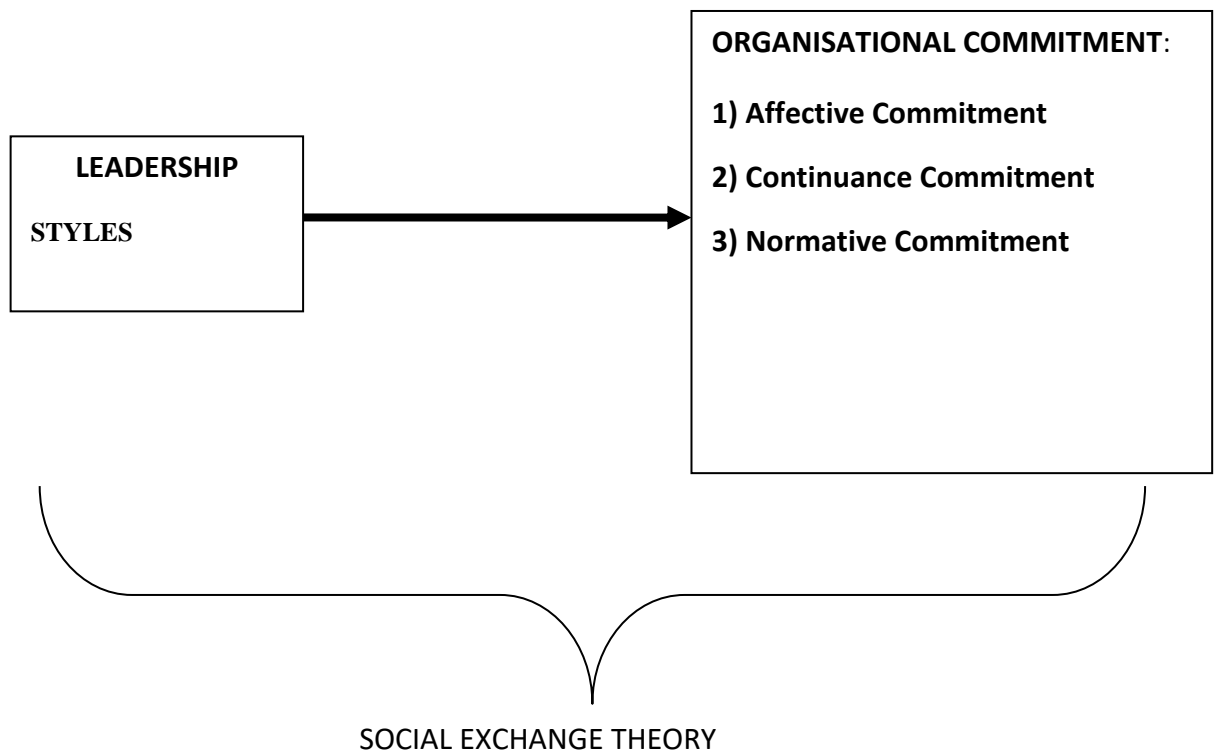 LEADERSHIP
STYLES
ORGANISATIONAL COMMITMENT:
1) Affective Commitment
2) Continuance Commitment
3) Normative Commitment
SOCIAL EXCHANGE THEORY